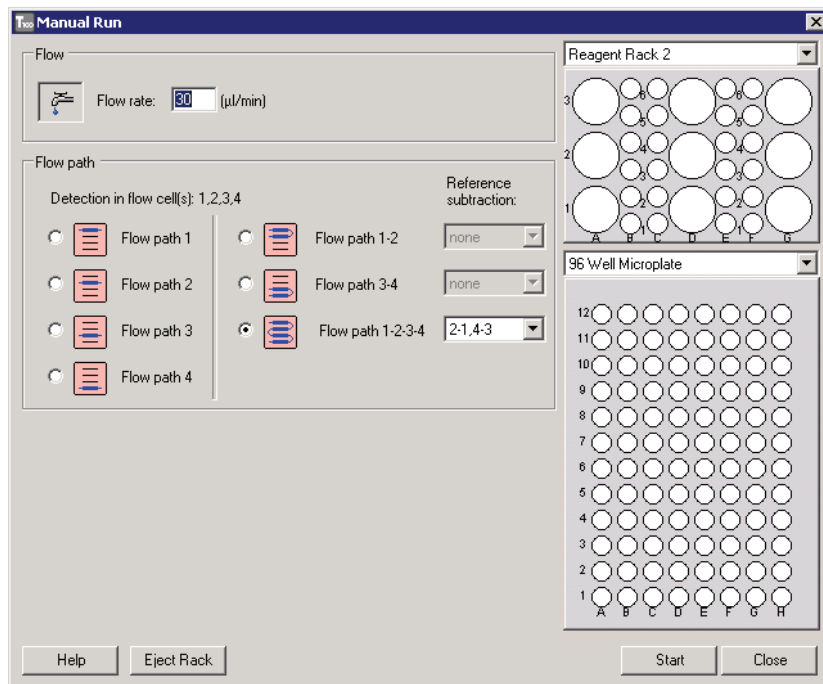 T100 Manual Run
Flow
Flow rate: 30 (µl/min)
Flow path
Detection in flow cell(s): 1,2,3,4
Reference
subtraction:
Flow path 1
Flow path 1-2
none
Flow path 2
Flow path 3-4
none
Flow path 3
Flow path 1-2-3-4
2-1,4-3
Flow path 4
Reagent Rack 2
3
6
6
5
5
2
4
4
3
3
1
2
2
1
1
A B C D E F G
96 Well Microplate
12
11
10
9
8
7
6
5
4
3
2
1
A B C D E F G H
Help
Eject Rack
Start
Close